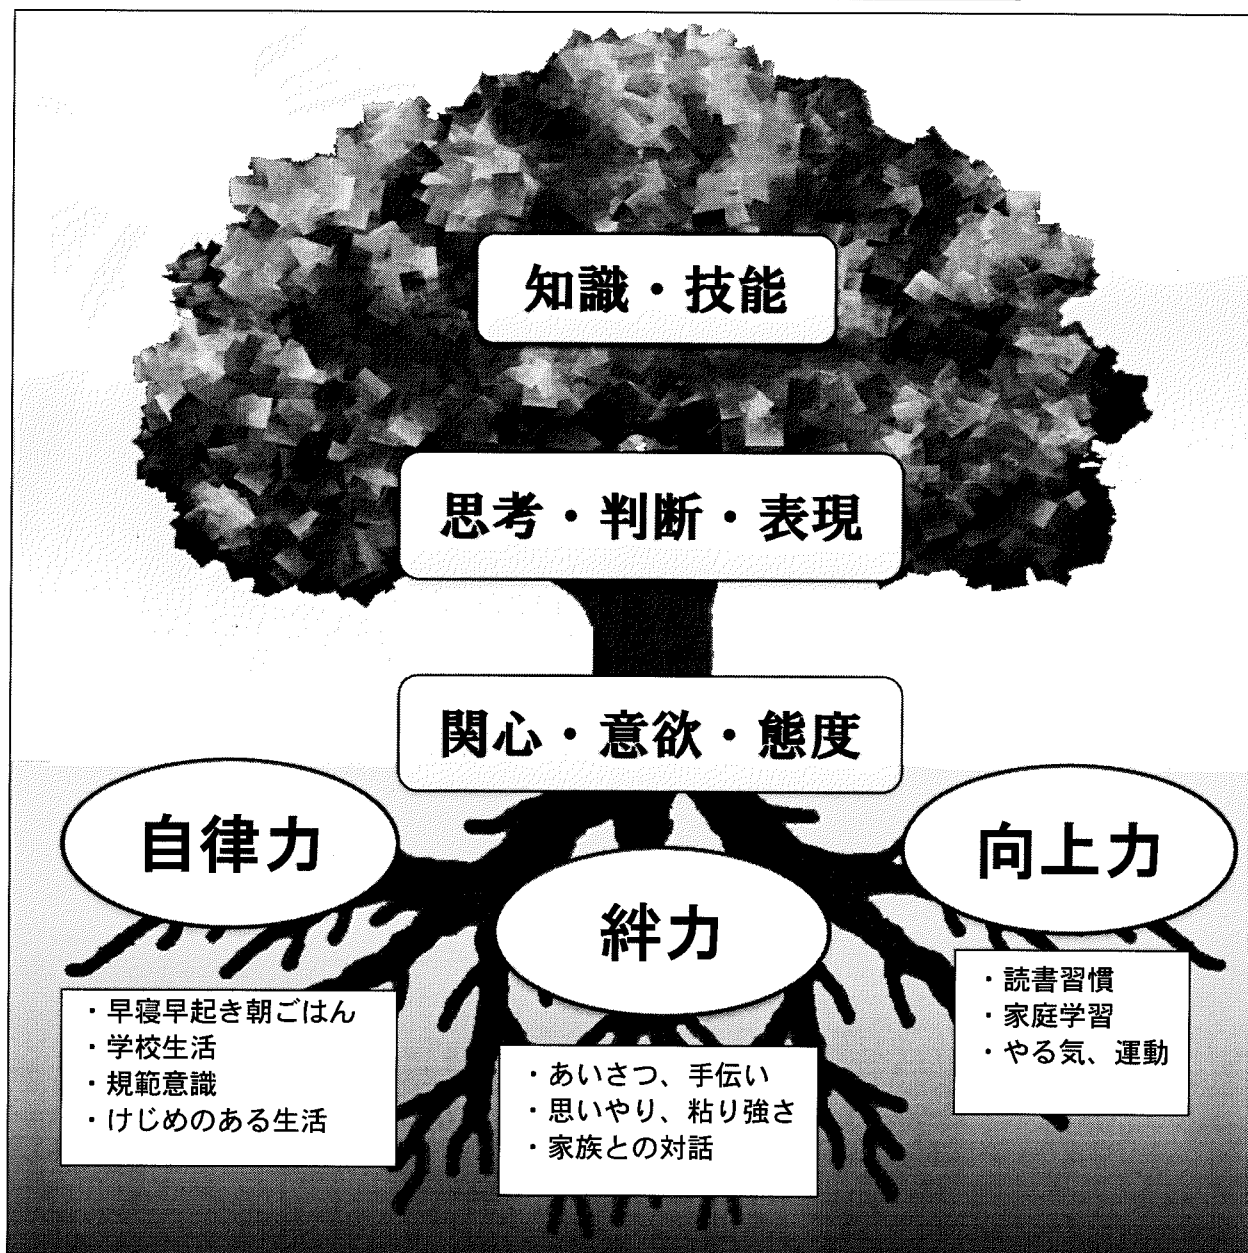 知識・技能
思考・判断・表現
関心・意欲・態度
自律力
・早寝早起き朝ごはん
・学校生活
・規範意識
・けじめのある生活
絆力
・あいさつ、手伝い
・思いやり、粘り強さ
・家族との対話
向上力
・読書習慣
・家庭学習
・やる気、運動